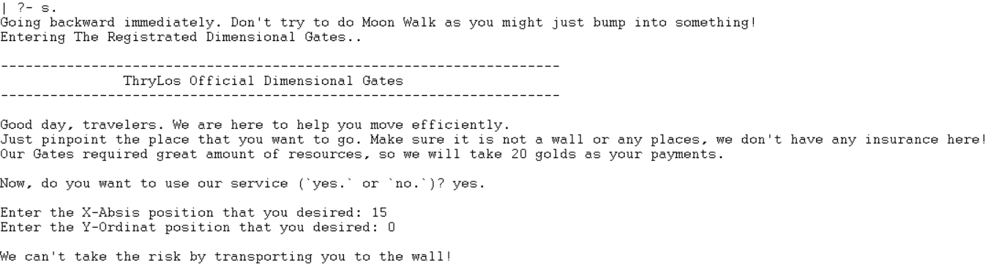 | ?- s.
Going backward immediately. Don't try to do Moon Walk as you might just bump into something!
Entering The Registrated Dimensional Gates..
--------------------------------------------------------------------
ThryLos Official Dimensional Gates
--------------------------------------------------------------------
Good day, travelers. We are here to help you move efficiently.
Just pinpoint the place that you want to go. Make sure it is not a wall or any places, we don't have any insurance here!
Our Gates required great amount of resources, so we will take 20 golds as your payments.
Now, do you want to use our service (`yes.` or `no.`)? yes.
Enter the X-Absis position that you desired: 15
Enter the Y-Ordinat position that you desired: 0
We can't take the risk by transporting you to the wall!